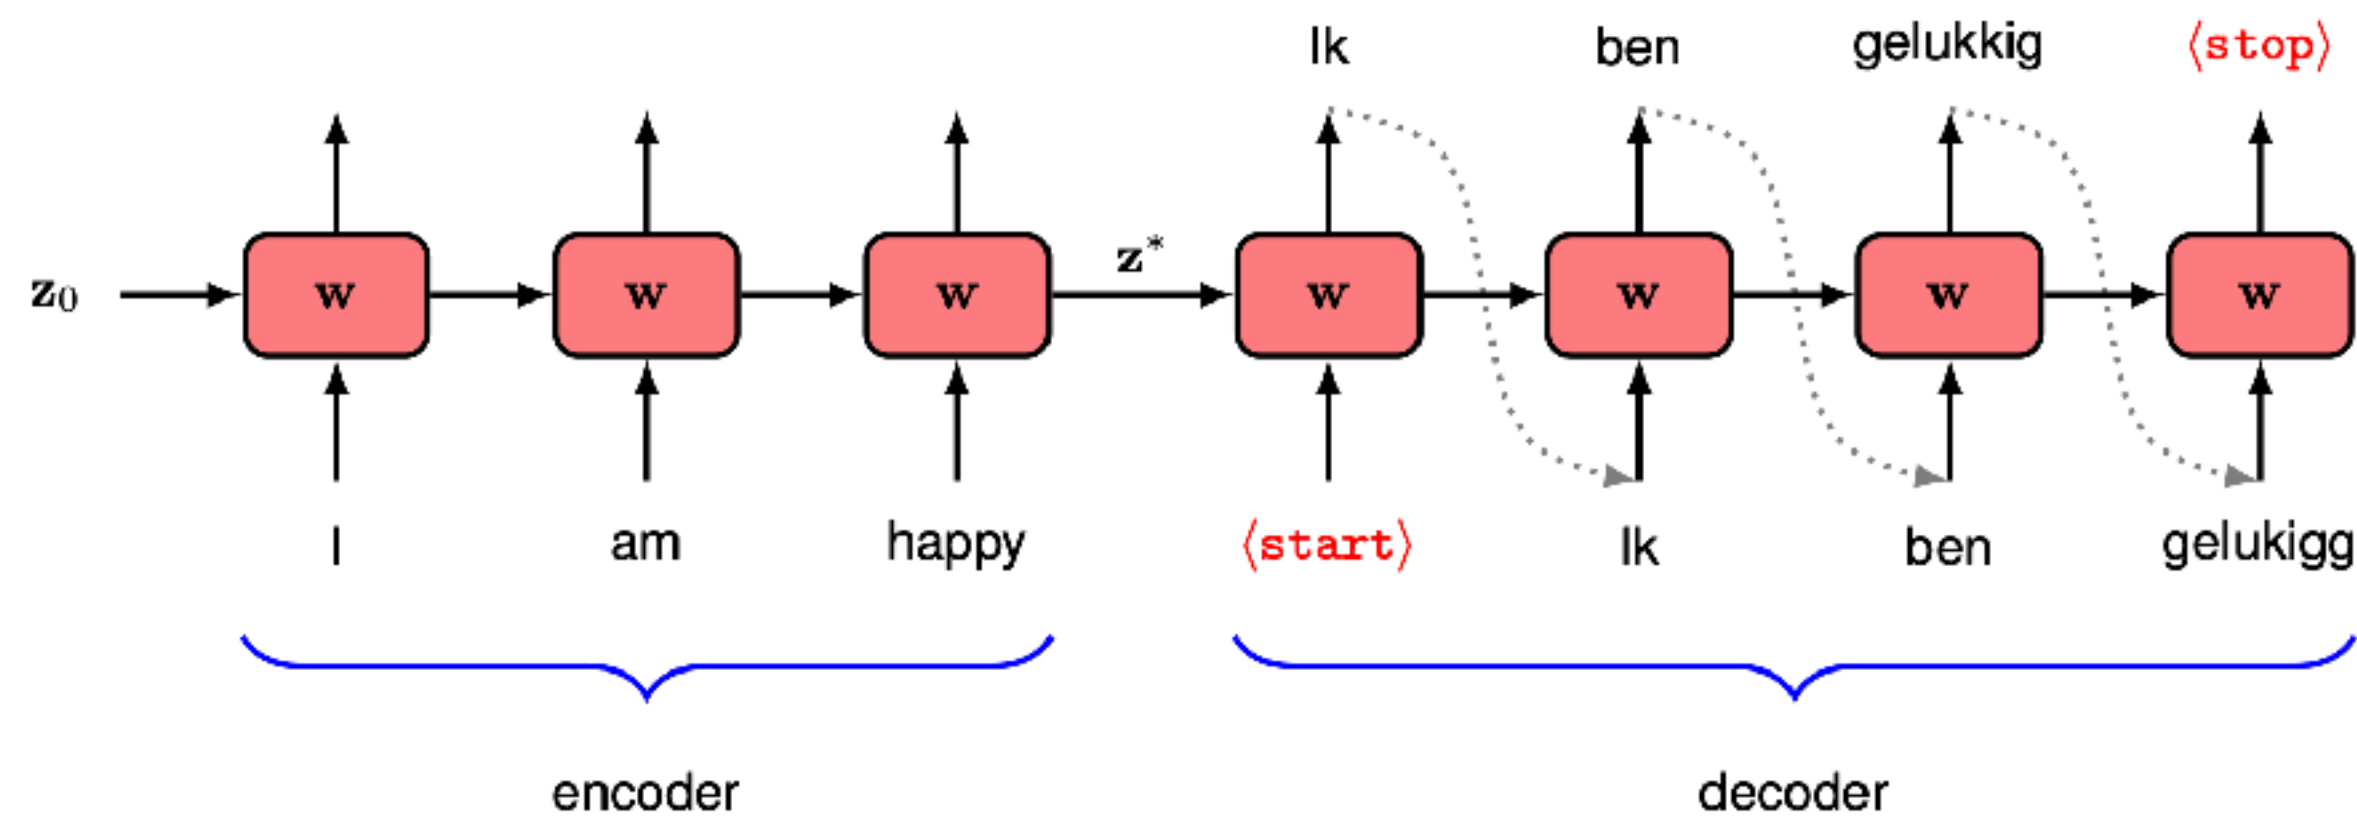 Ik ben gelukkig ⟨stop⟩
z*
z₀ w w w w w w w
I am happy ⟨start⟩ Ik ben gelukigg
encoder decoder